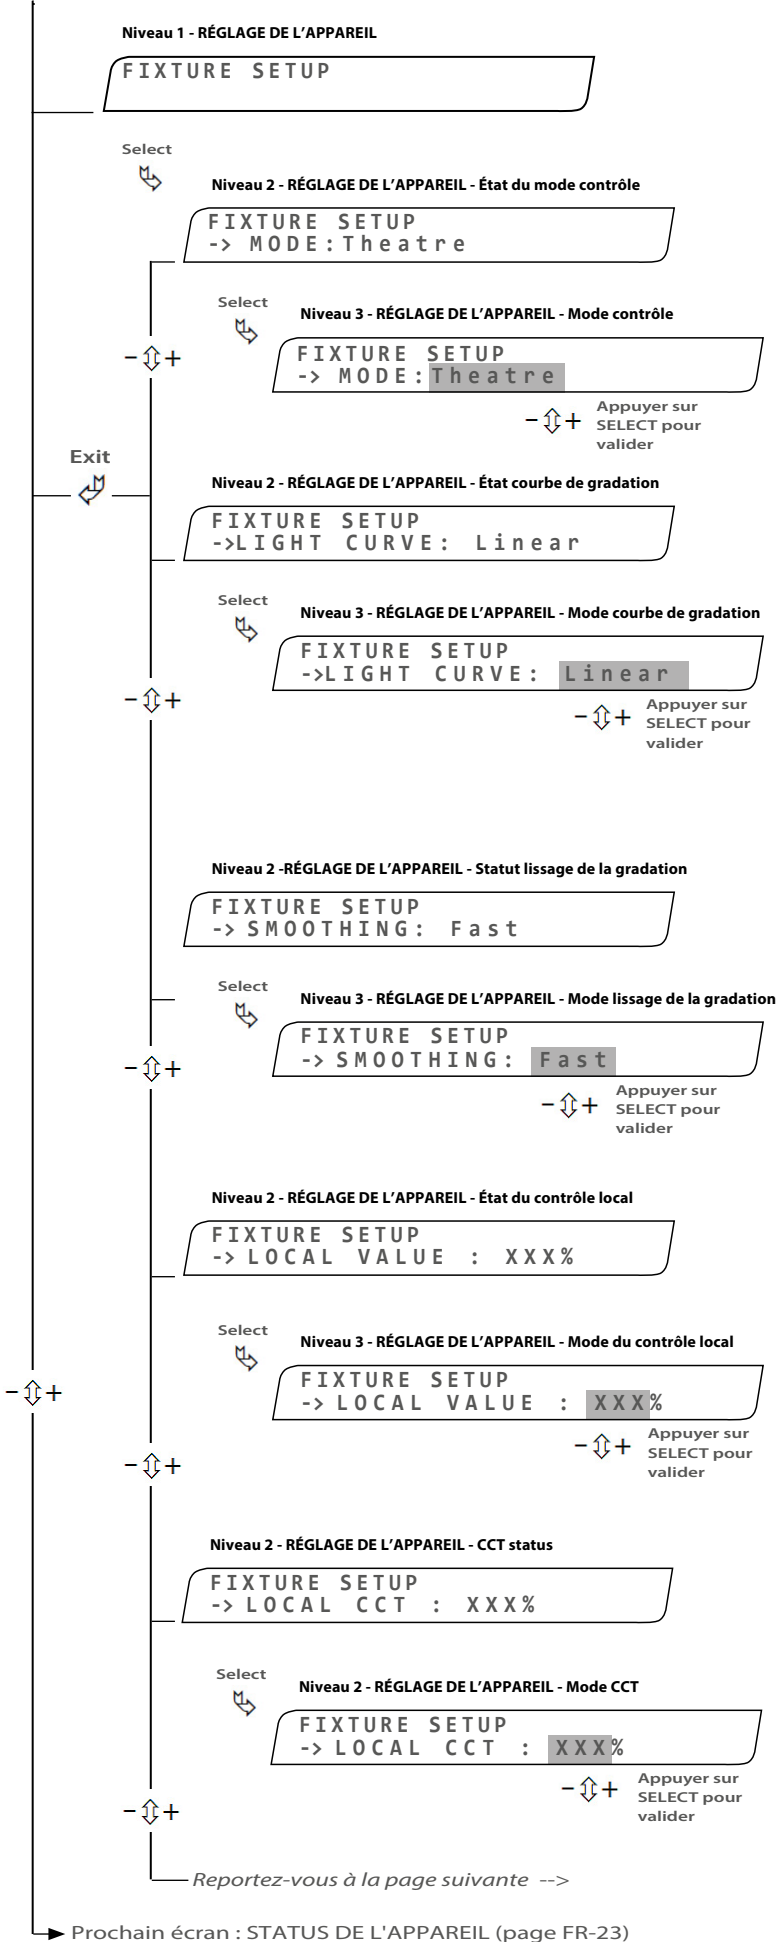 Niveau 1 - RÉGLAGE DE L'APPAREIL
FIXTURE SETUP
Select
Niveau 2 - RÉGLAGE DE L'APPAREIL - État du mode contrôle
FIXTURE SETUP
-> MODE:Theatre
Select
Niveau 3 - RÉGLAGE DE L'APPAREIL - Mode contrôle
FIXTURE SETUP
-> MODE:Theatre
- +
- +
Appuyer sur
SELECT pour
valider
Exit
Niveau 2 - RÉGLAGE DE L'APPAREIL - État courbe de gradation
FIXTURE SETUP
->LIGHT CURVE: Linear
Select
Niveau 3 - RÉGLAGE DE L'APPAREIL - Mode courbe de gradation
FIXTURE SETUP
->LIGHT CURVE: Linear
- +
- +
Appuyer sur
SELECT pour
valider
Niveau 2 -RÉGLAGE DE L'APPAREIL - Statut lissage de la gradation
FIXTURE SETUP
-> SMOOTHING: Fast
Select
Niveau 3 - RÉGLAGE DE L'APPAREIL - Mode lissage de la gradation
FIXTURE SETUP
-> SMOOTHING: Fast
- +
- +
Appuyer sur
SELECT pour
valider
Niveau 2 - RÉGLAGE DE L'APPAREIL - État du contrôle local
FIXTURE SETUP
-> LOCAL VALUE : XXX%
Select
Niveau 3 - RÉGLAGE DE L'APPAREIL - Mode du contrôle local
FIXTURE SETUP
-> LOCAL VALUE : XXX%
- +
- +
Appuyer sur
SELECT pour
valider
- +
Niveau 2 - RÉGLAGE DE L'APPAREIL - CCT status
FIXTURE SETUP
-> LOCAL CCT : XXX%
Select
Niveau 2 - RÉGLAGE DE L'APPAREIL - Mode CCT
FIXTURE SETUP
-> LOCAL CCT : XXX%
- +
Appuyer sur
SELECT pour
valider
- +
Reportez-vous à la page suivante -->
Prochain écran : STATUS DE L'APPAREIL (page FR-23)